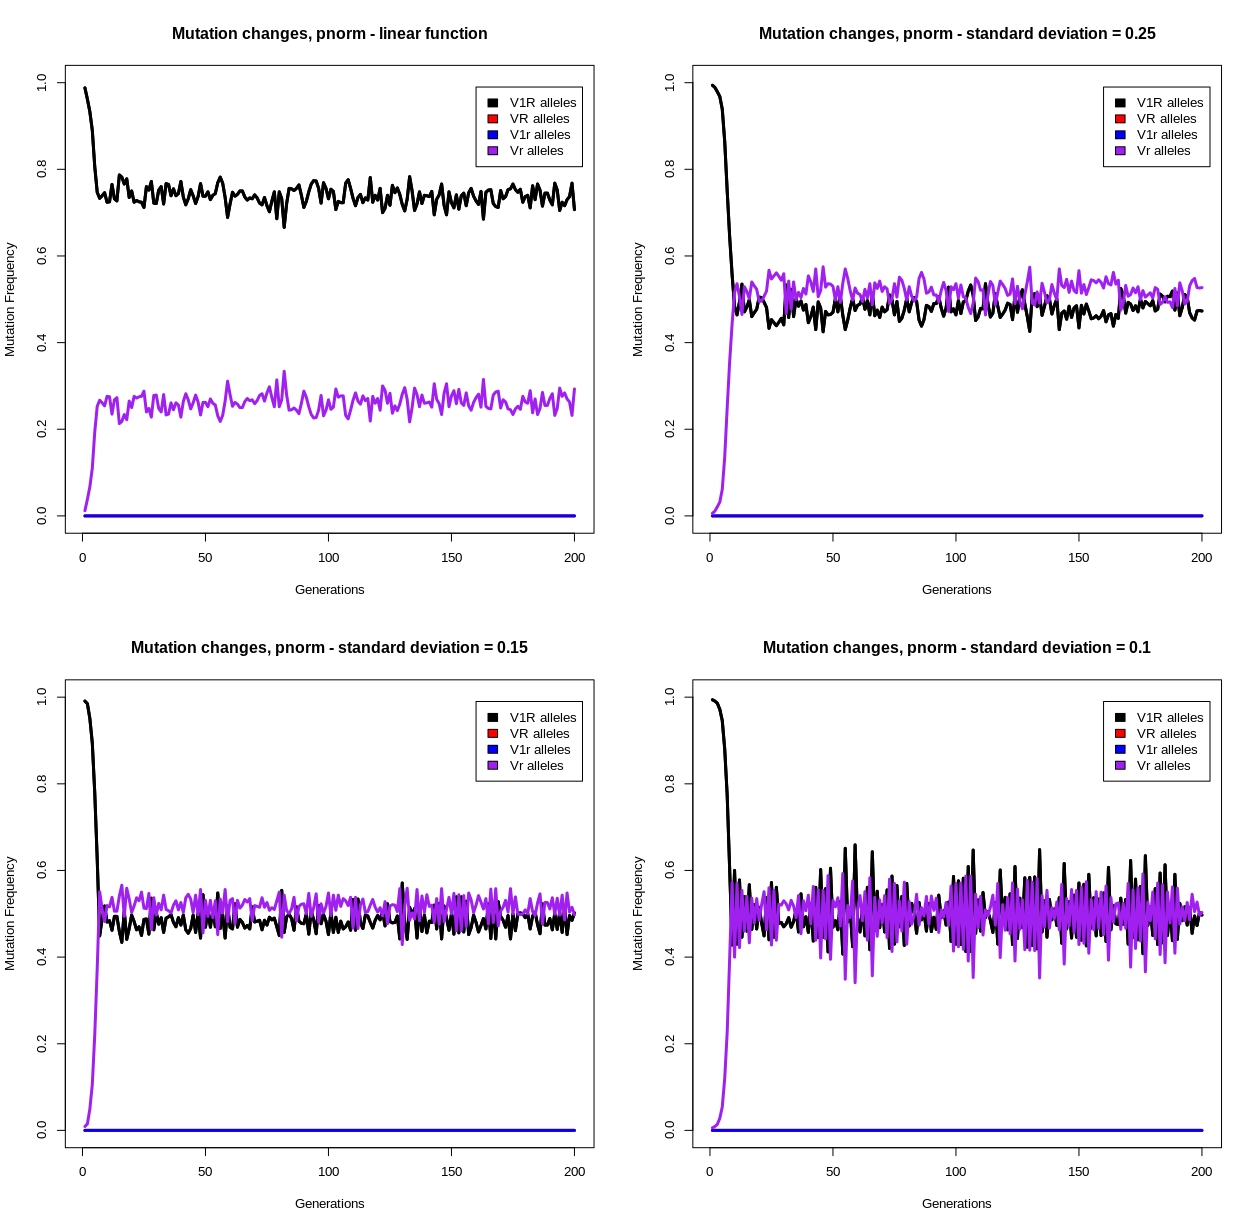 Mutation changes, pnorm - linear function
Mutation Frequency
1.0
0.8
0.6
0.4
0.2
0.0
V1R alleles
VR alleles
V1r alleles
Vr alleles
0 50 100 150 200
Generations
Mutation changes, pnorm - standard deviation = 0.25
Mutation Frequency
1.0
0.8
0.6
0.4
0.2
0.0
V1R alleles
VR alleles
V1r alleles
Vr alleles
0 50 100 150 200
Generations
Mutation changes, pnorm - standard deviation = 0.15
Mutation Frequency
1.0
0.8
0.6
0.4
0.2
0.0
V1R alleles
VR alleles
V1r alleles
Vr alleles
0 50 100 150 200
Generations
Mutation changes, pnorm - standard deviation = 0.1
Mutation Frequency
1.0
0.8
0.6
0.4
0.2
0.0
V1R alleles
VR alleles
V1r alleles
Vr alleles
0 50 100 150 200
Generations